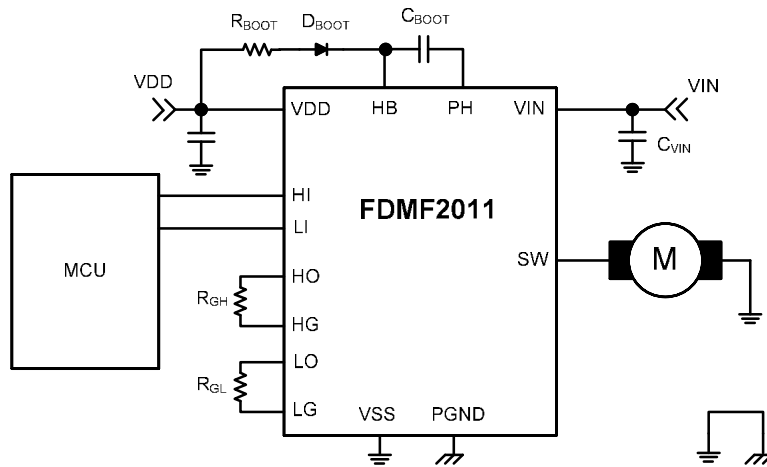 RBOOT DBOOT CBOOT
VDD VIN
VDD HB PH VIN
CVIN
HI
FDMF2011
LI
MCU
SW M
HO
RGH
HG
LO
RGL
LG
VSS PGND